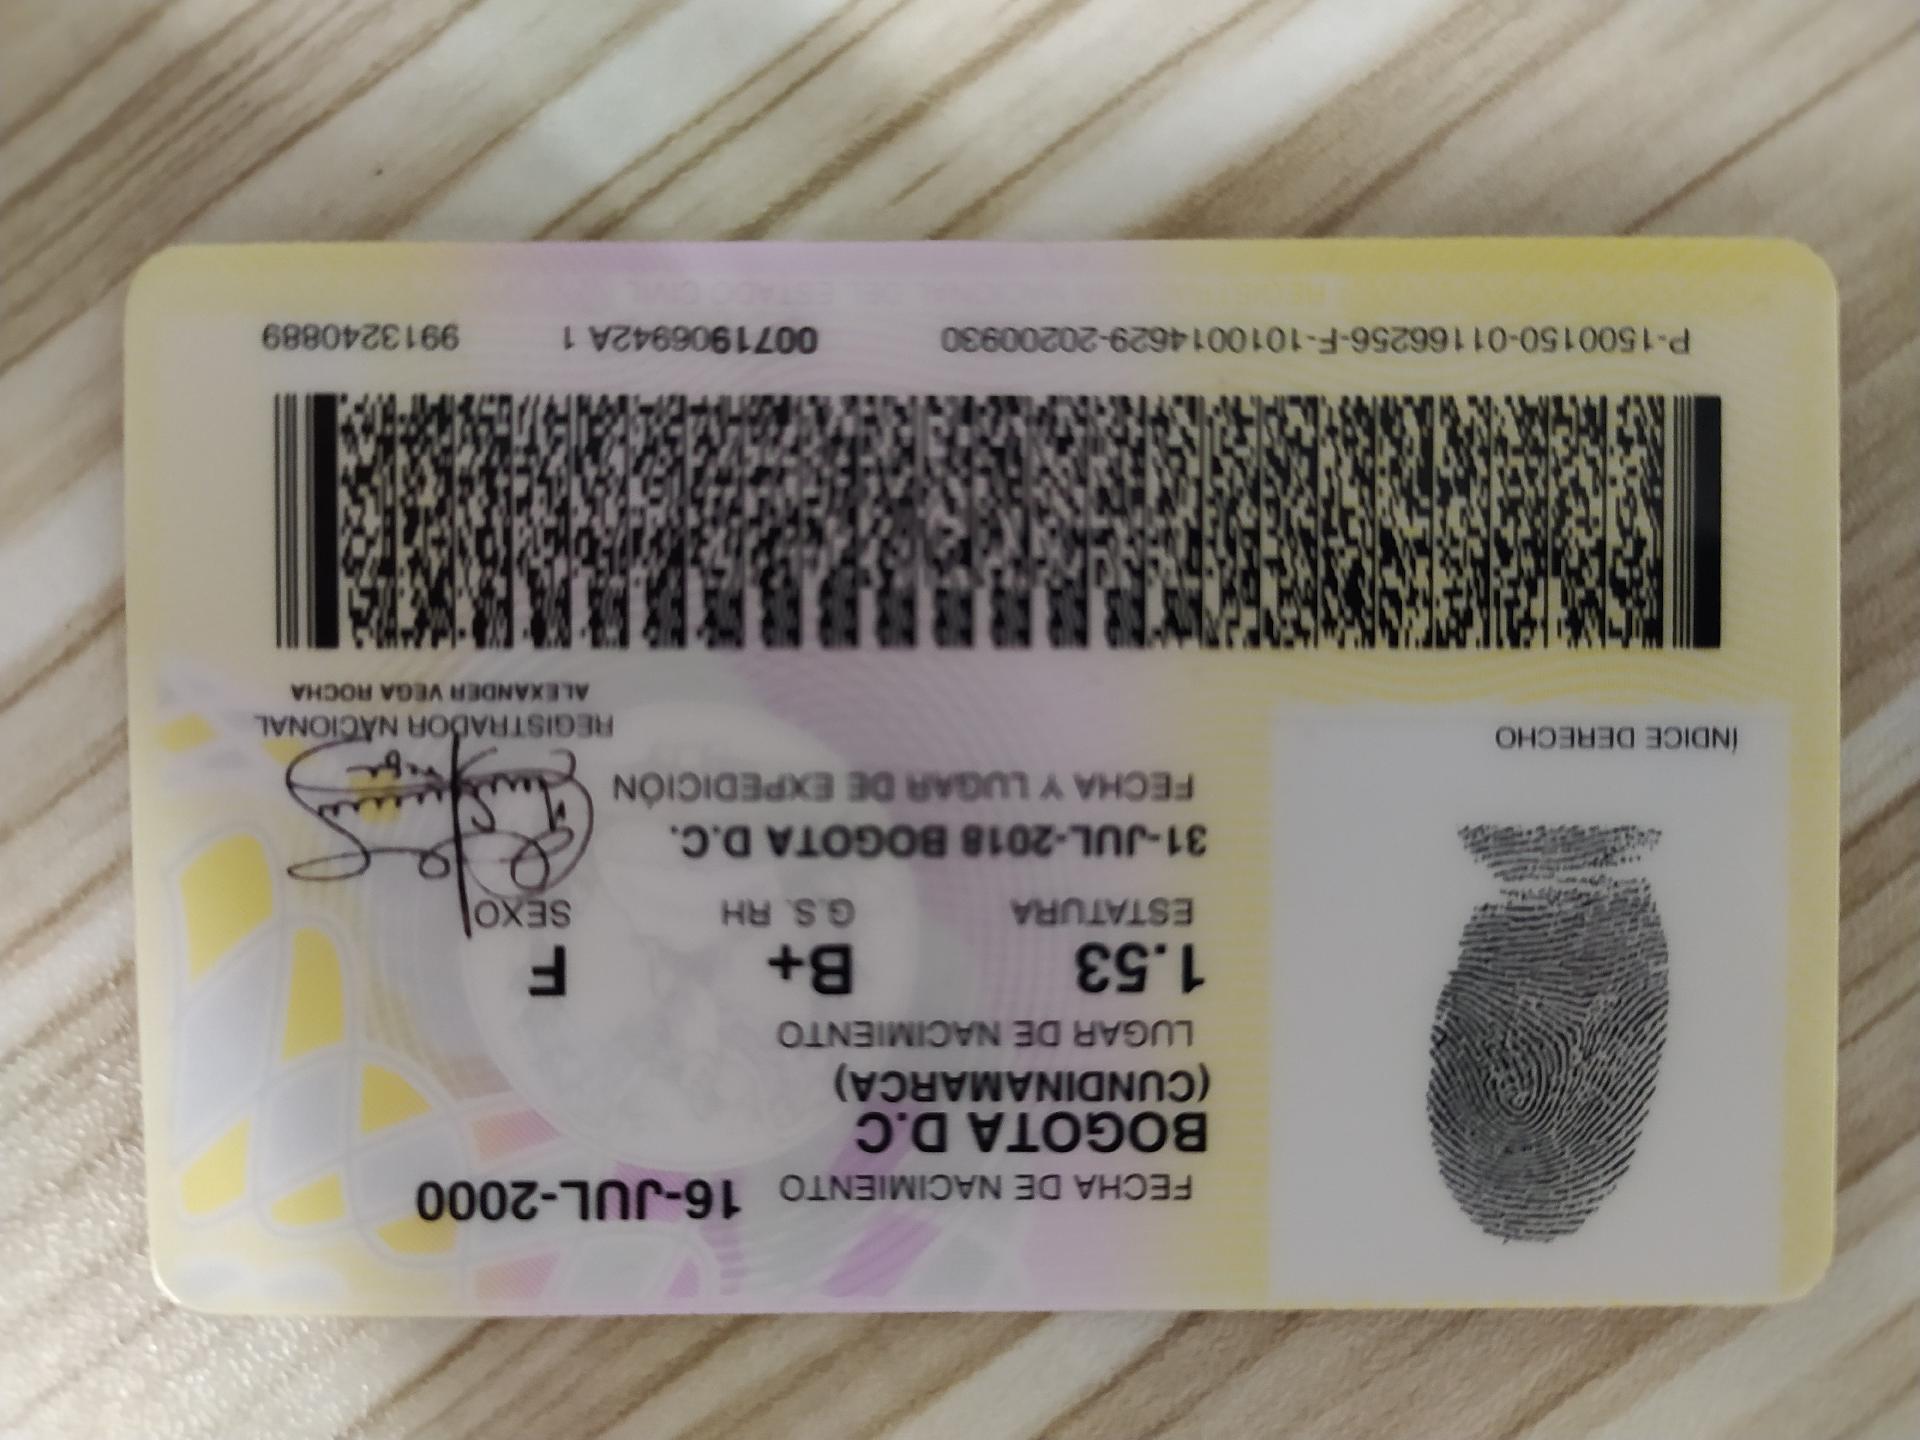 FECHA DE NACIMIENTO 16-JUL-2000
BOGOTA D.C
(CUNDINAMARCA)
LUGAR DE NACIMIENTO
1.53 B+ F
ESTATURA G.S. RH SEXO
31-JUL-2018 BOGOTA D.C.
FECHA Y LUGAR DE EXPEDICIÓN
ÍNDICE DERECHO
REGISTRADOR NACIONAL
ALEXANDER VEGA ROCHA
P-1500150-01166256-F-1010014629-20200930 0071906942A 1 9913240889